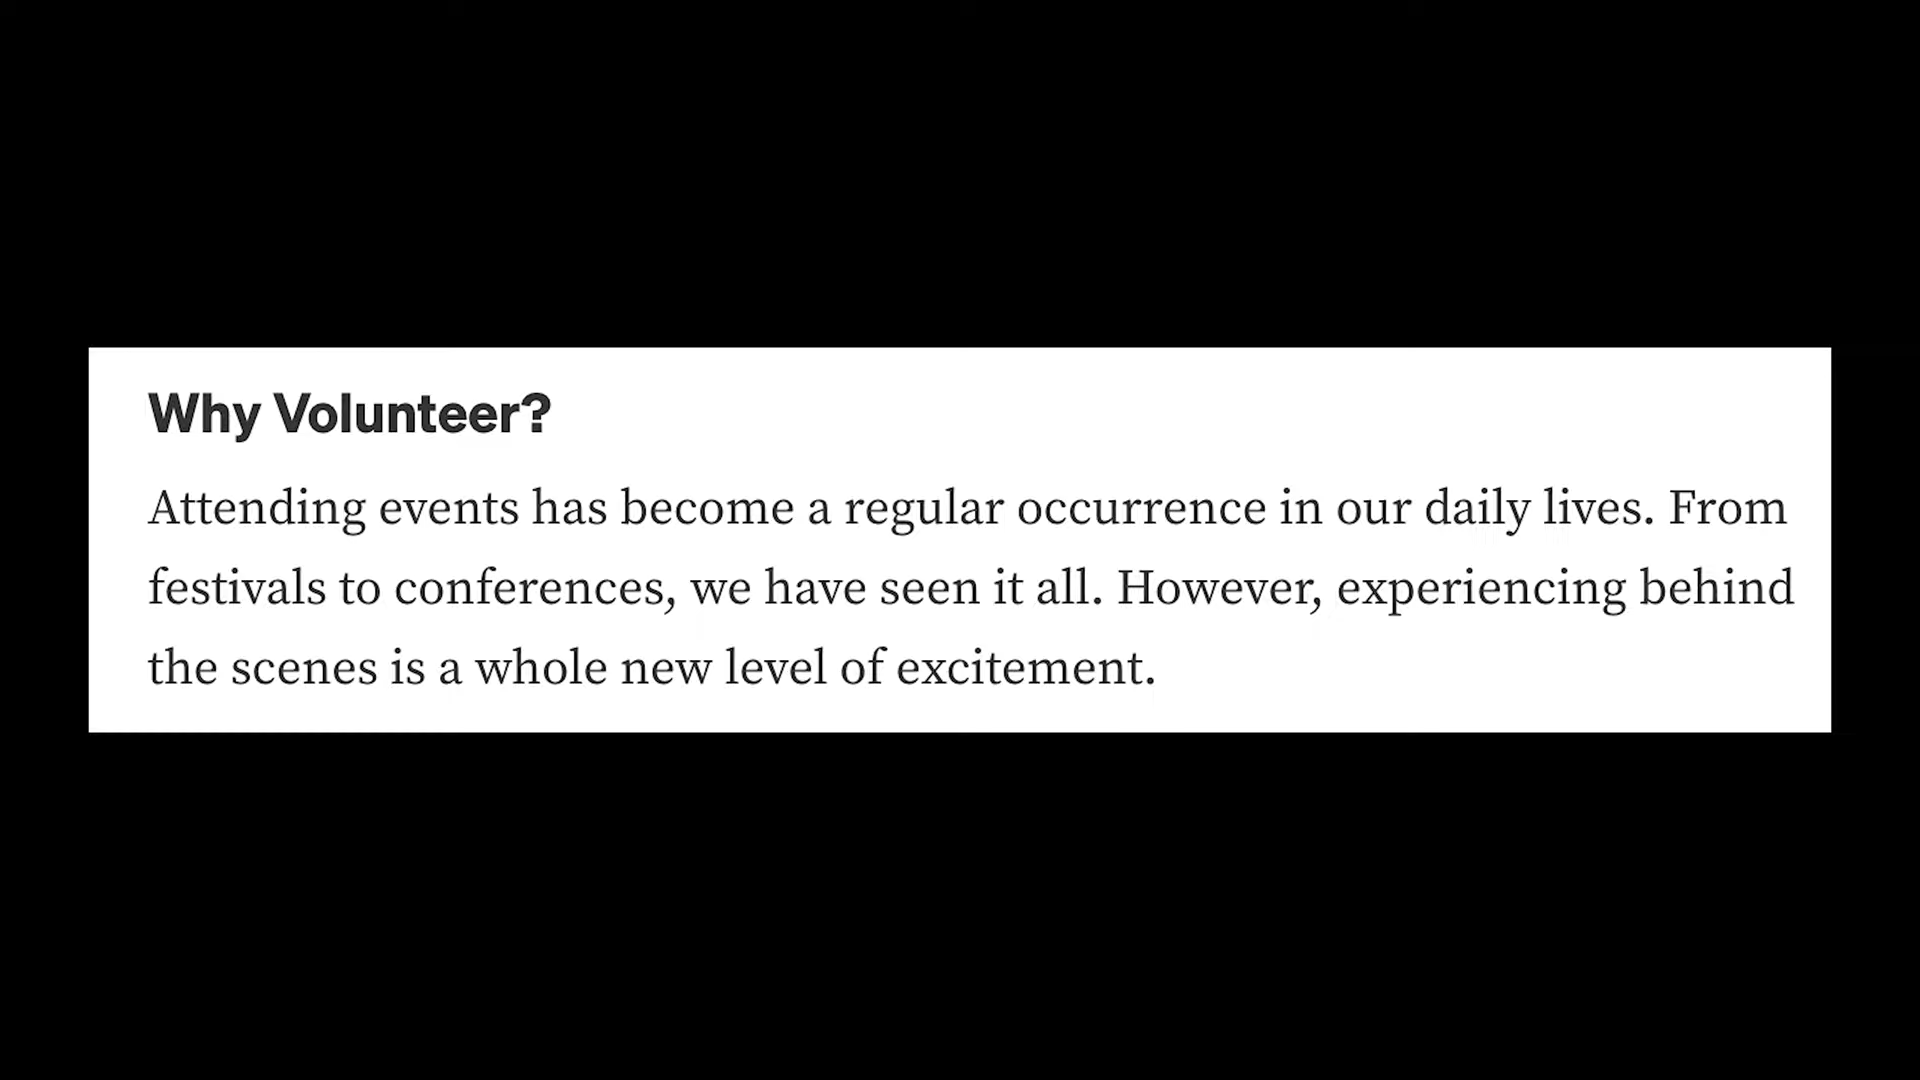 Why Volunteer?
Attending events has become a regular occurrence in our daily lives. From
festivals to conferences, we have seen it all. However, experiencing behind
the scenes is a whole new level of excitement.